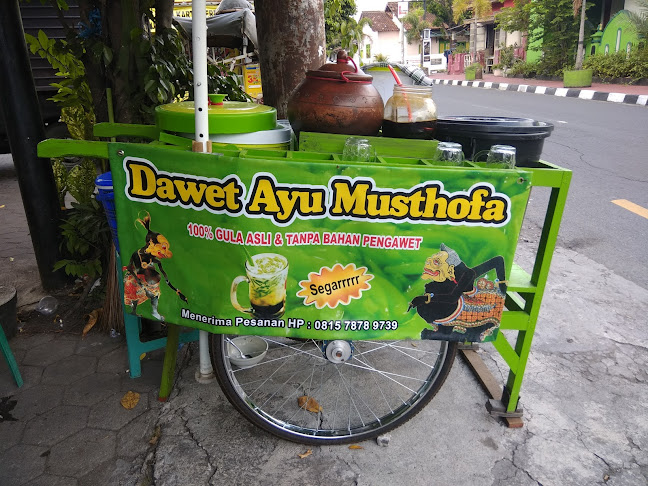 Dawet Ayu Musthofa
100% GULA ASLI & TANPA BAHAN PENGAWET
Segarrrrr
Menerima Pesanan HP : 0815 7878 9739